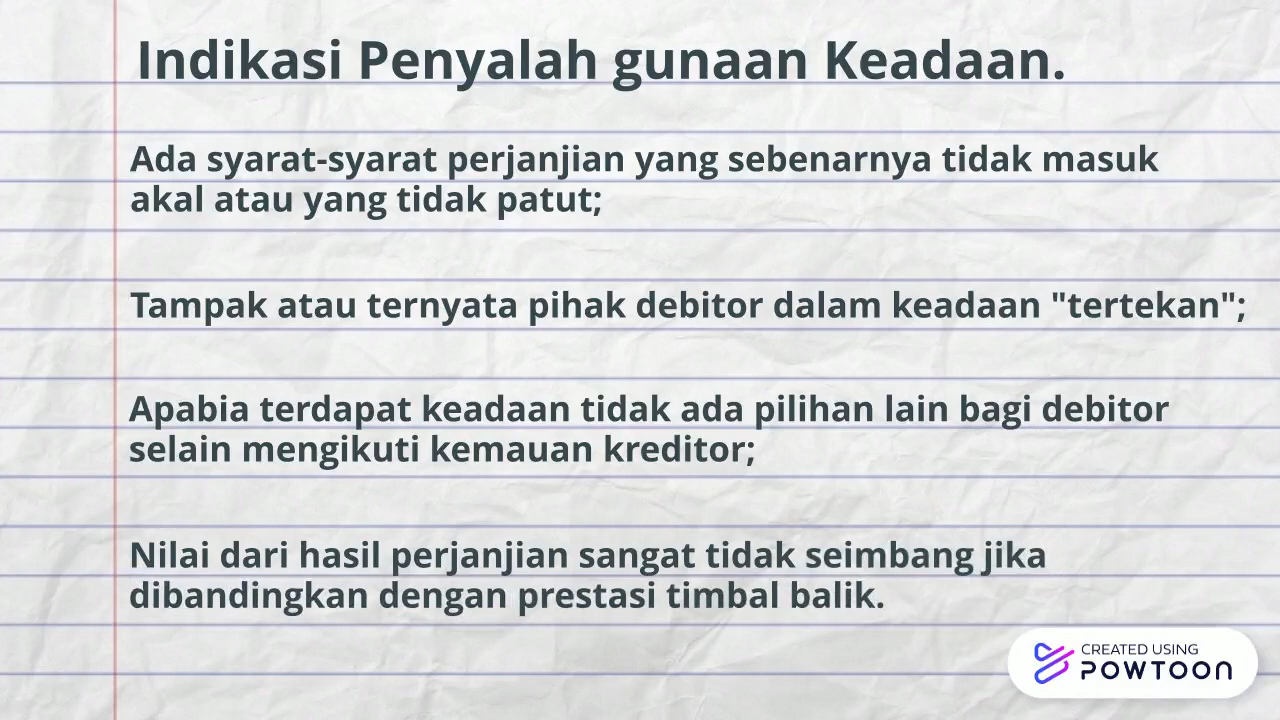 Indikasi Penyalah gunaan Keadaan.
Ada syarat-syarat perjanjian yang sebenarnya tidak masuk
akal atau yang tidak patut;
Tampak atau ternyata pihak debitor dalam keadaan "tertekan";
Apabia terdapat keadaan tidak ada pilihan lain bagi debitor
selain mengikuti kemauan kreditor;
Nilai dari hasil perjanjian sangat tidak seimbang jika
dibandingkan dengan prestasi timbal balik.
CREATED USING
POWTOON